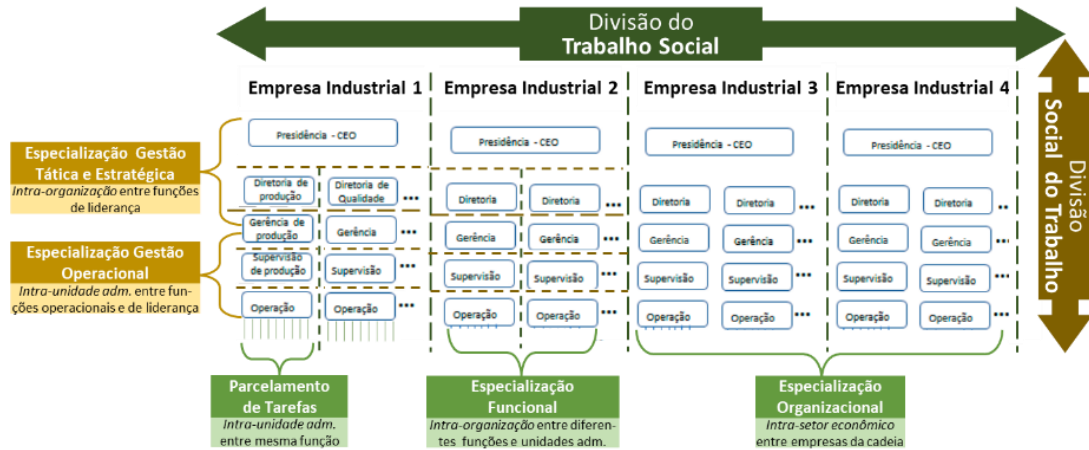 Divisão do
Trabalho Social
Empresa Industrial 1
Empresa Industrial 2
Empresa Industrial 3
Empresa Industrial 4
Divisão
Social do Trabalho
Presidência - CEO
Presidência - CEO
Presidência - CEO
Presidência - CEO
Especialização Gestão
Tática e Estratégica
Intra-organização entre funções
de liderança
Diretoria de
produção
Diretoria de
Qualidade
...
Diretoria
Diretoria
...
Diretoria
Diretoria
...
Diretoria
Diretoria
..
Gerência de
produção
Gerência
...
Gerência
Gerência
...
Gerência
Gerência
...
Gerência
Gerência
...
Especialização Gestão
Operacional
Intra-unidade adm. entre fun-
ções operacionais e de liderança
Supervisão
de produção
Supervisão
...
Supervisão
Supervisão
...
Supervisão
Supervisão
...
Supervisão
Supervisão
...
Operação
Operação
...
Operação
Operação
...
Operação
Operação
...
Operação
Operação
...
Parcelamento
de Tarefas
Intra-unidade adm.
entre mesma função
Especialização
Funcional
Intra-organização entre diferen-
tes funções e unidades adm.
Especialização
Organizacional
Intra-setor econômico
entre empresas da cadeia